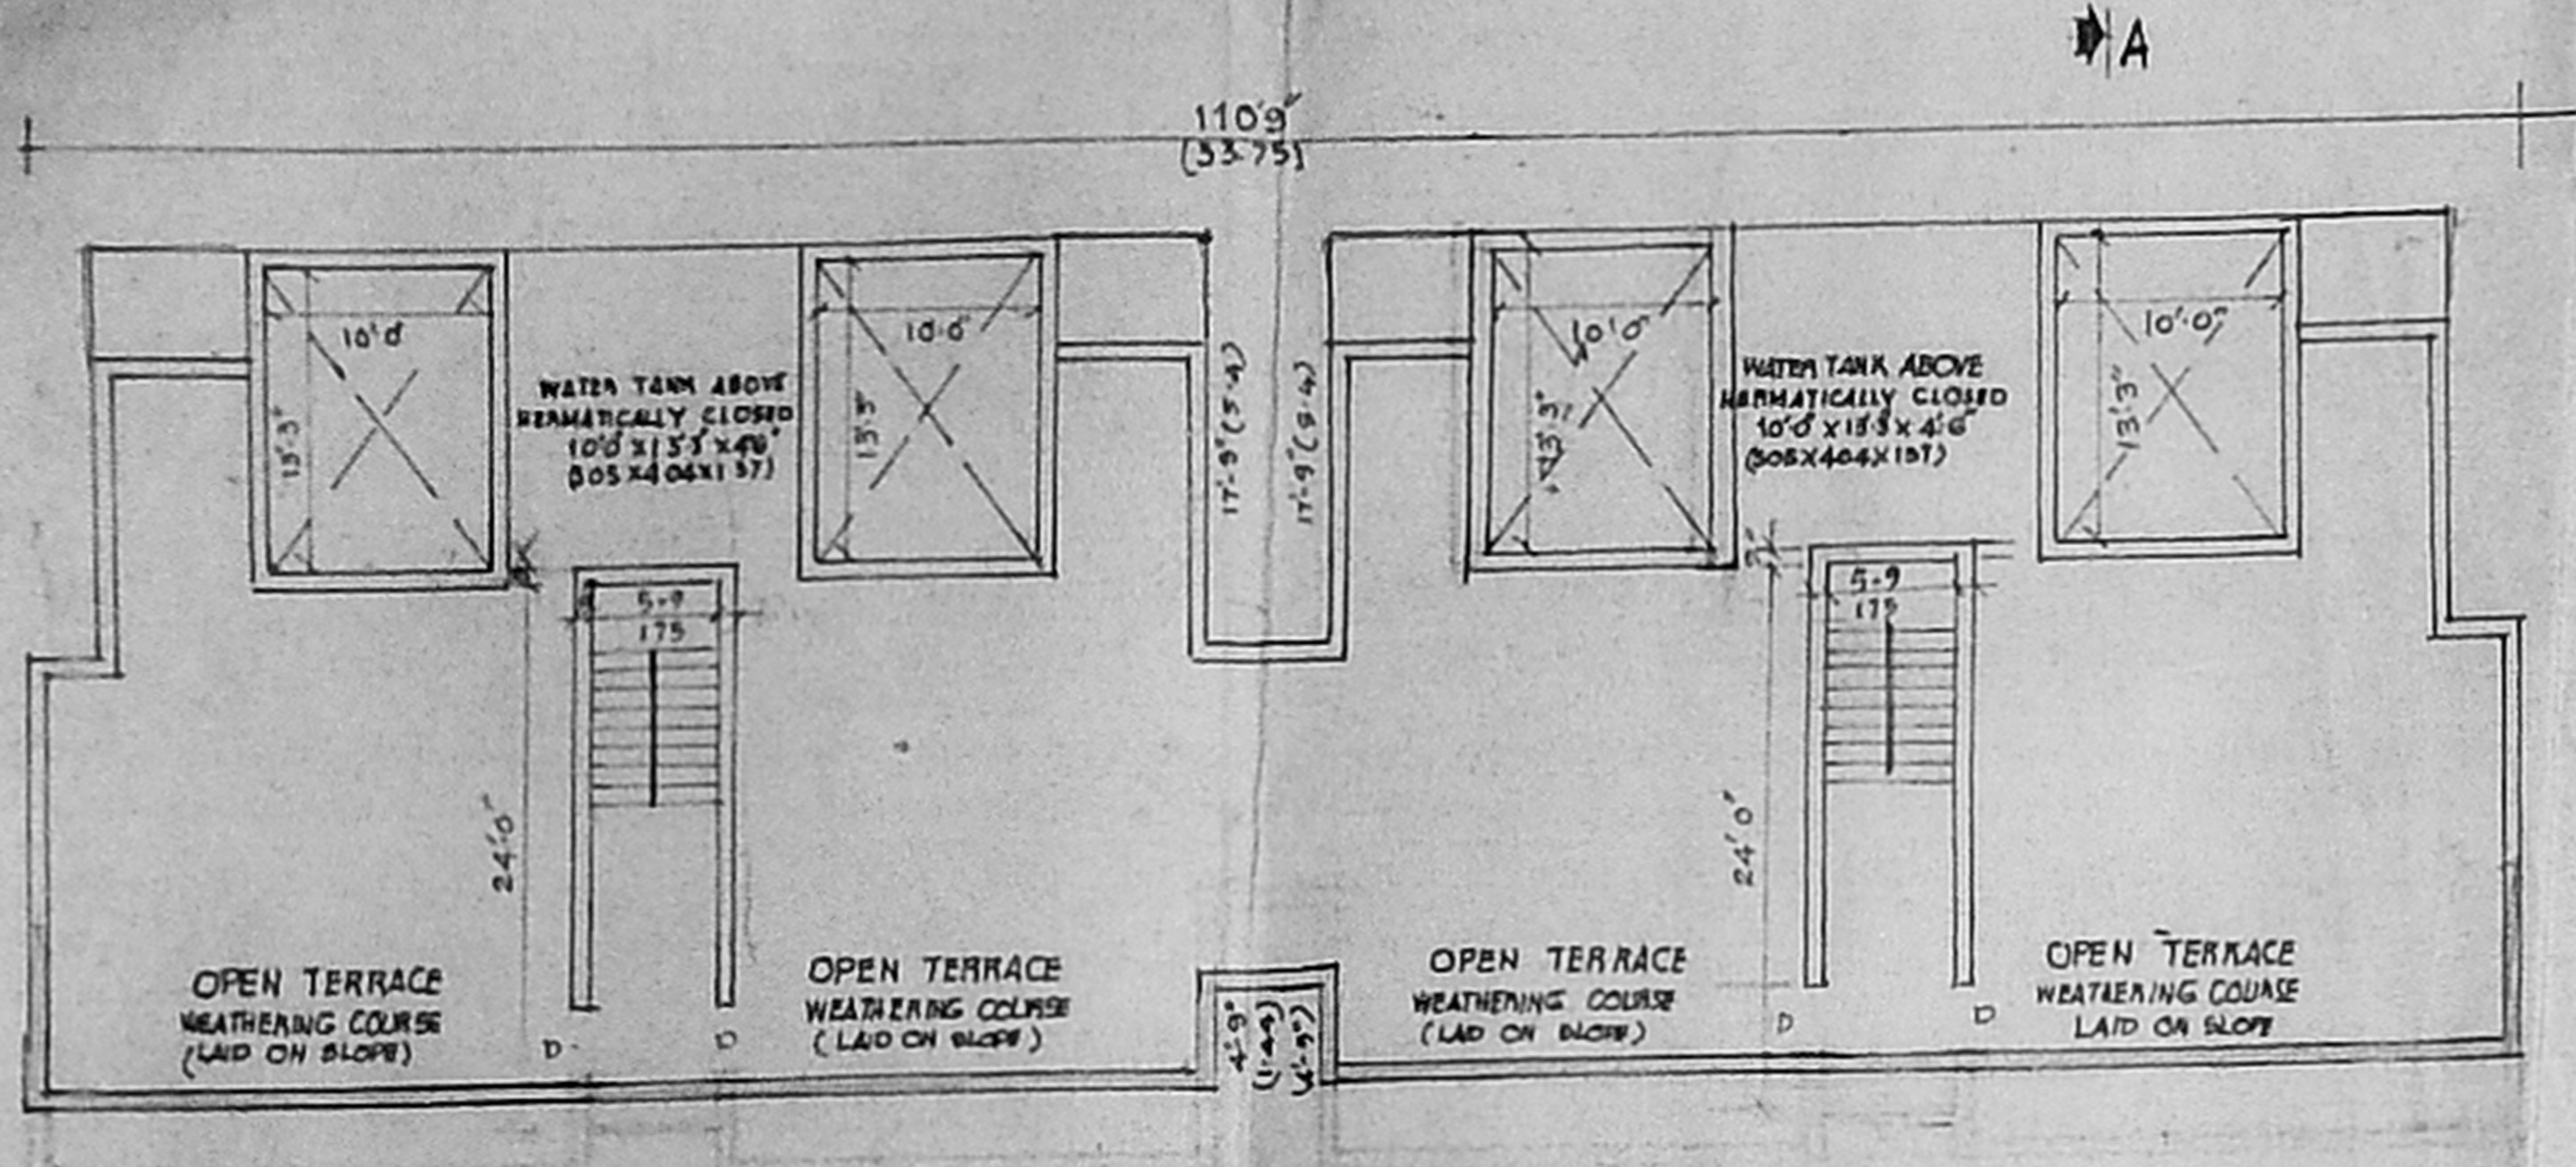 A
110'9"
(33.75)
10'0"
10'0"
10'0"
10'-0"
13'-3"
13'3"
13'3"
13'3"
WATER TANK ABOVE
HERMATICALLY CLOSED
10'0" X 13'3" X 4'6"
(305 X 404 X 137)
17'-9" (5.4)
17'-9" (5.4)
WATER TANK ABOVE
HERMATICALLY CLOSED
10'0" X 13'3 X 4'6"
(305 X 404 X 137)
5-9
175
5-9
175
24'0"
24'0"
OPEN TERRACE
WEATHERING COURSE
(LAID ON SLOPE)
OPEN TERRACE
WEATHERING COURSE
(LAID ON SLOPE)
OPEN TERRACE
WEATHERING COURSE
(LAID ON SLOPE)
OPEN TERRACE
WEATHERING COURSE
LAID ON SLOPE
D
D
D
D
4'-9"
(1.44)